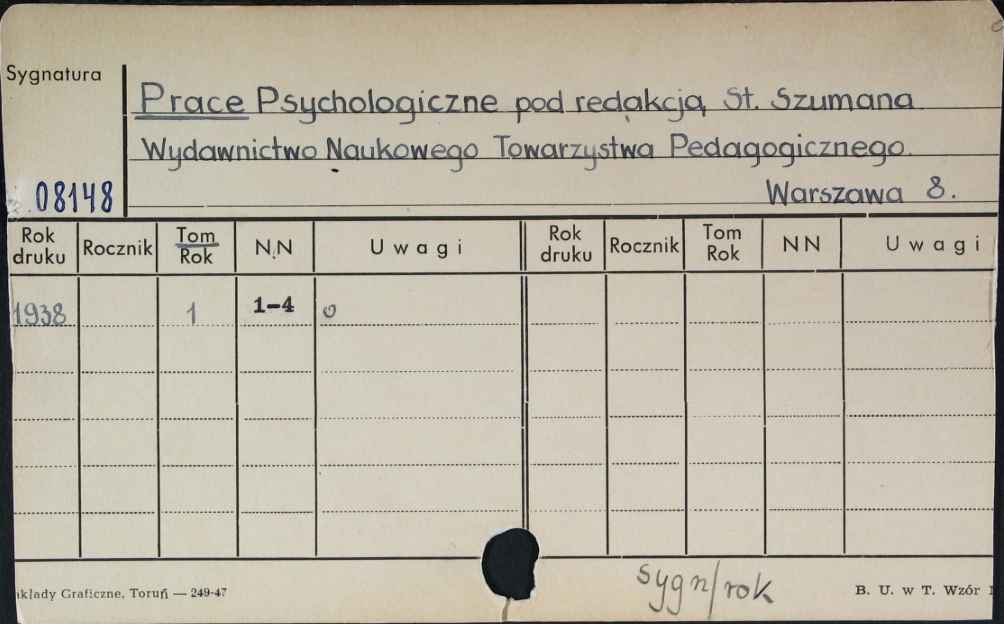 Sygnatura
Prace Psychologiczne pod redakcją St. Szumana
Wydawnictwo Naukowego Towarzystwa Pedagogicznego.
08148
Warszawa 8.
Rok druku Rocznik Tom Rok N.N Uwagi Rok druku Rocznik Tom Rok NN Uwagi
1938 1 1-4 o
sygn/rok
akłady Graficzne, Toruń — 249-47 B. U. w T. Wzór